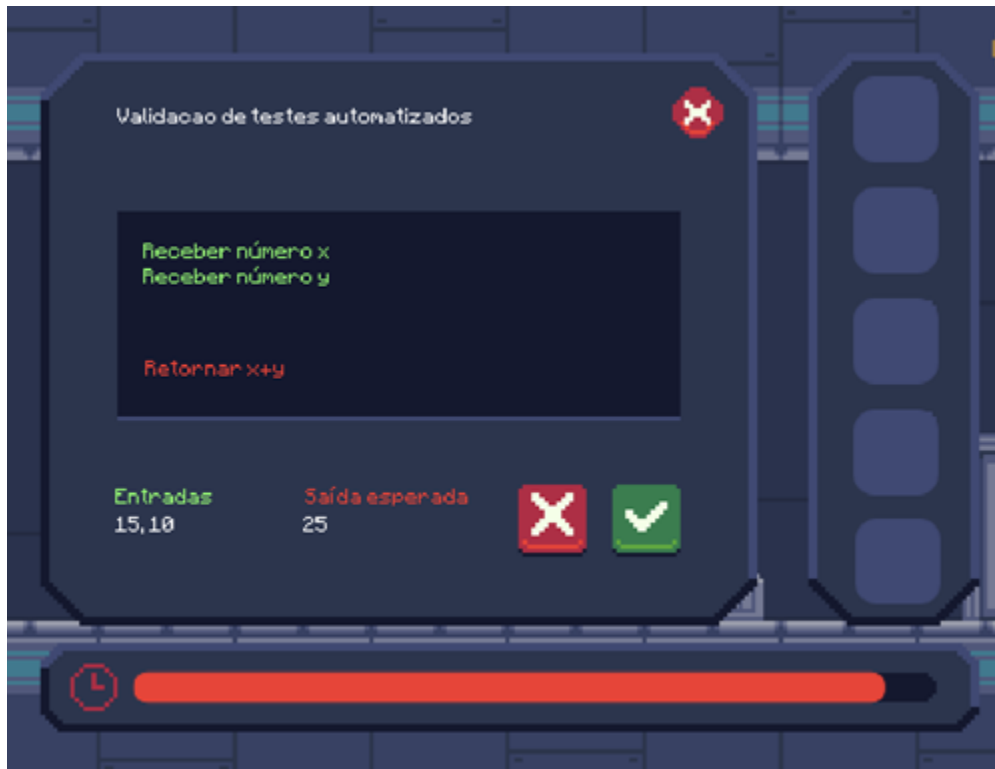 Validacao de testes automatizados
Receber número x
Receber número y
Retornar x+y
Entradas
15,10
Saída esperada
25